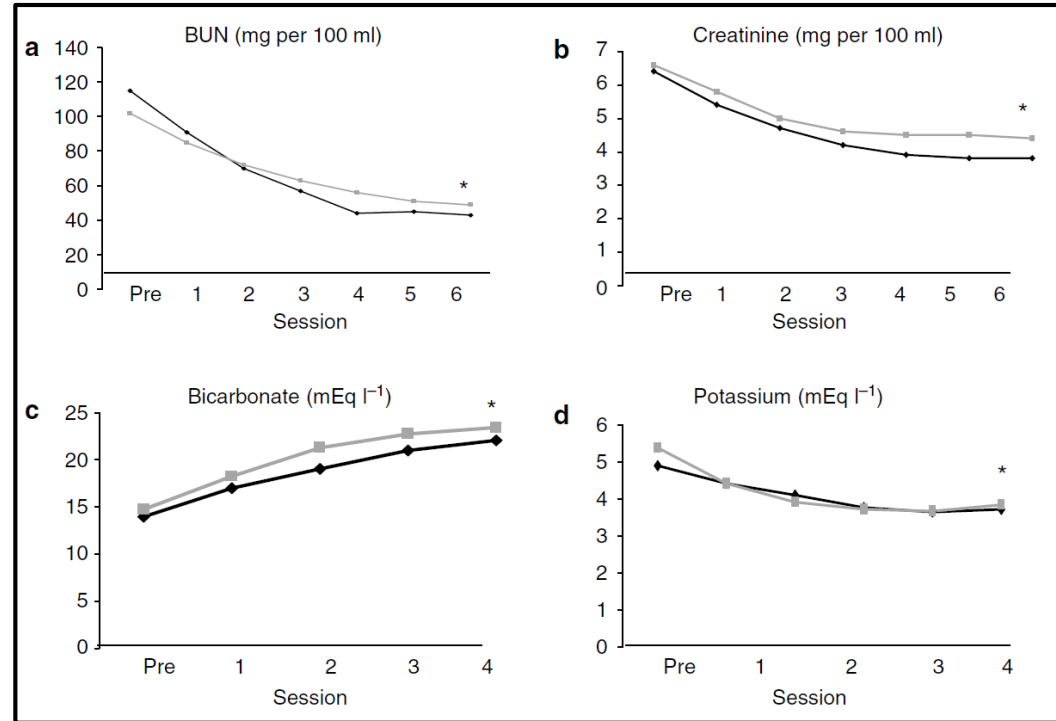 a
BUN (mg per 100 ml)
140
120
100
80
60
40
20
0
*
Pre 1 2 3 4 5 6
Session
b
Creatinine (mg per 100 ml)
7
6
5
4
3
2
1
0
*
Pre 1 2 3 4 5 6
Session
c
Bicarbonate (mEq l⁻¹)
25
20
15
10
5
0
*
Pre 1 2 3 4
Session
d
Potassium (mEq l⁻¹)
6
5
4
3
2
1
0
*
Pre 1 2 3 4
Session